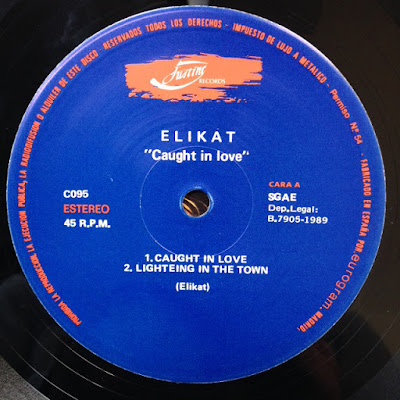 PROHIBIDA LA REPRODUCCION, LA EJECUCION PUBLICA, LA RADIODIFUSION O ALQUILER DE ESTE DISCO RESERVADOS TODOS LOS DERECHOS - IMPUESTO DE LUJO A METALICO - Permiso Nº 54 - FABRICADO EN ESPAÑA POR eurogram. MADRID.
RECORDS
ELIKAT
"Caught in love"
C095
ESTEREO
45 R.P.M.
CARA A
SGAE
Dep.Legal:
B.7905-1989
1. CAUGHT IN LOVE
2. LIGHTEING IN THE TOWN
(Elikat)